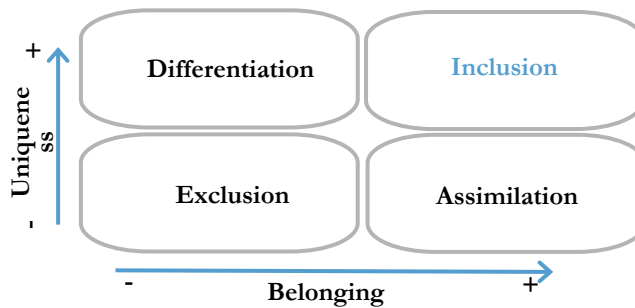 +
Differentiation
Inclusion
Uniquene
ss
Exclusion
Assimilation
-
-
Belonging
+